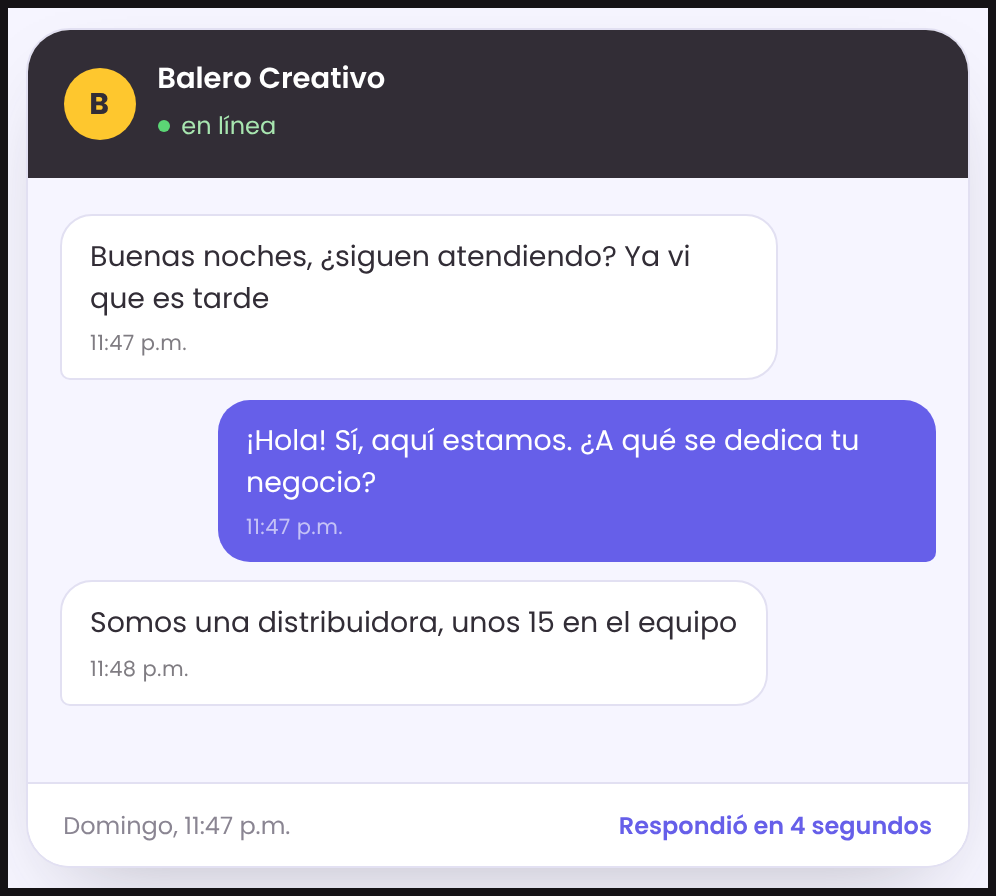 B
Balero Creativo
en línea
Buenas noches, ¿siguen atendiendo? Ya vi
que es tarde
11:47 p.m.
¡Hola! Sí, aquí estamos. ¿A qué se dedica tu
negocio?
11:47 p.m.
Somos una distribuidora, unos 15 en el equipo
11:48 p.m.
Domingo, 11:47 p.m.
Respondió en 4 segundos